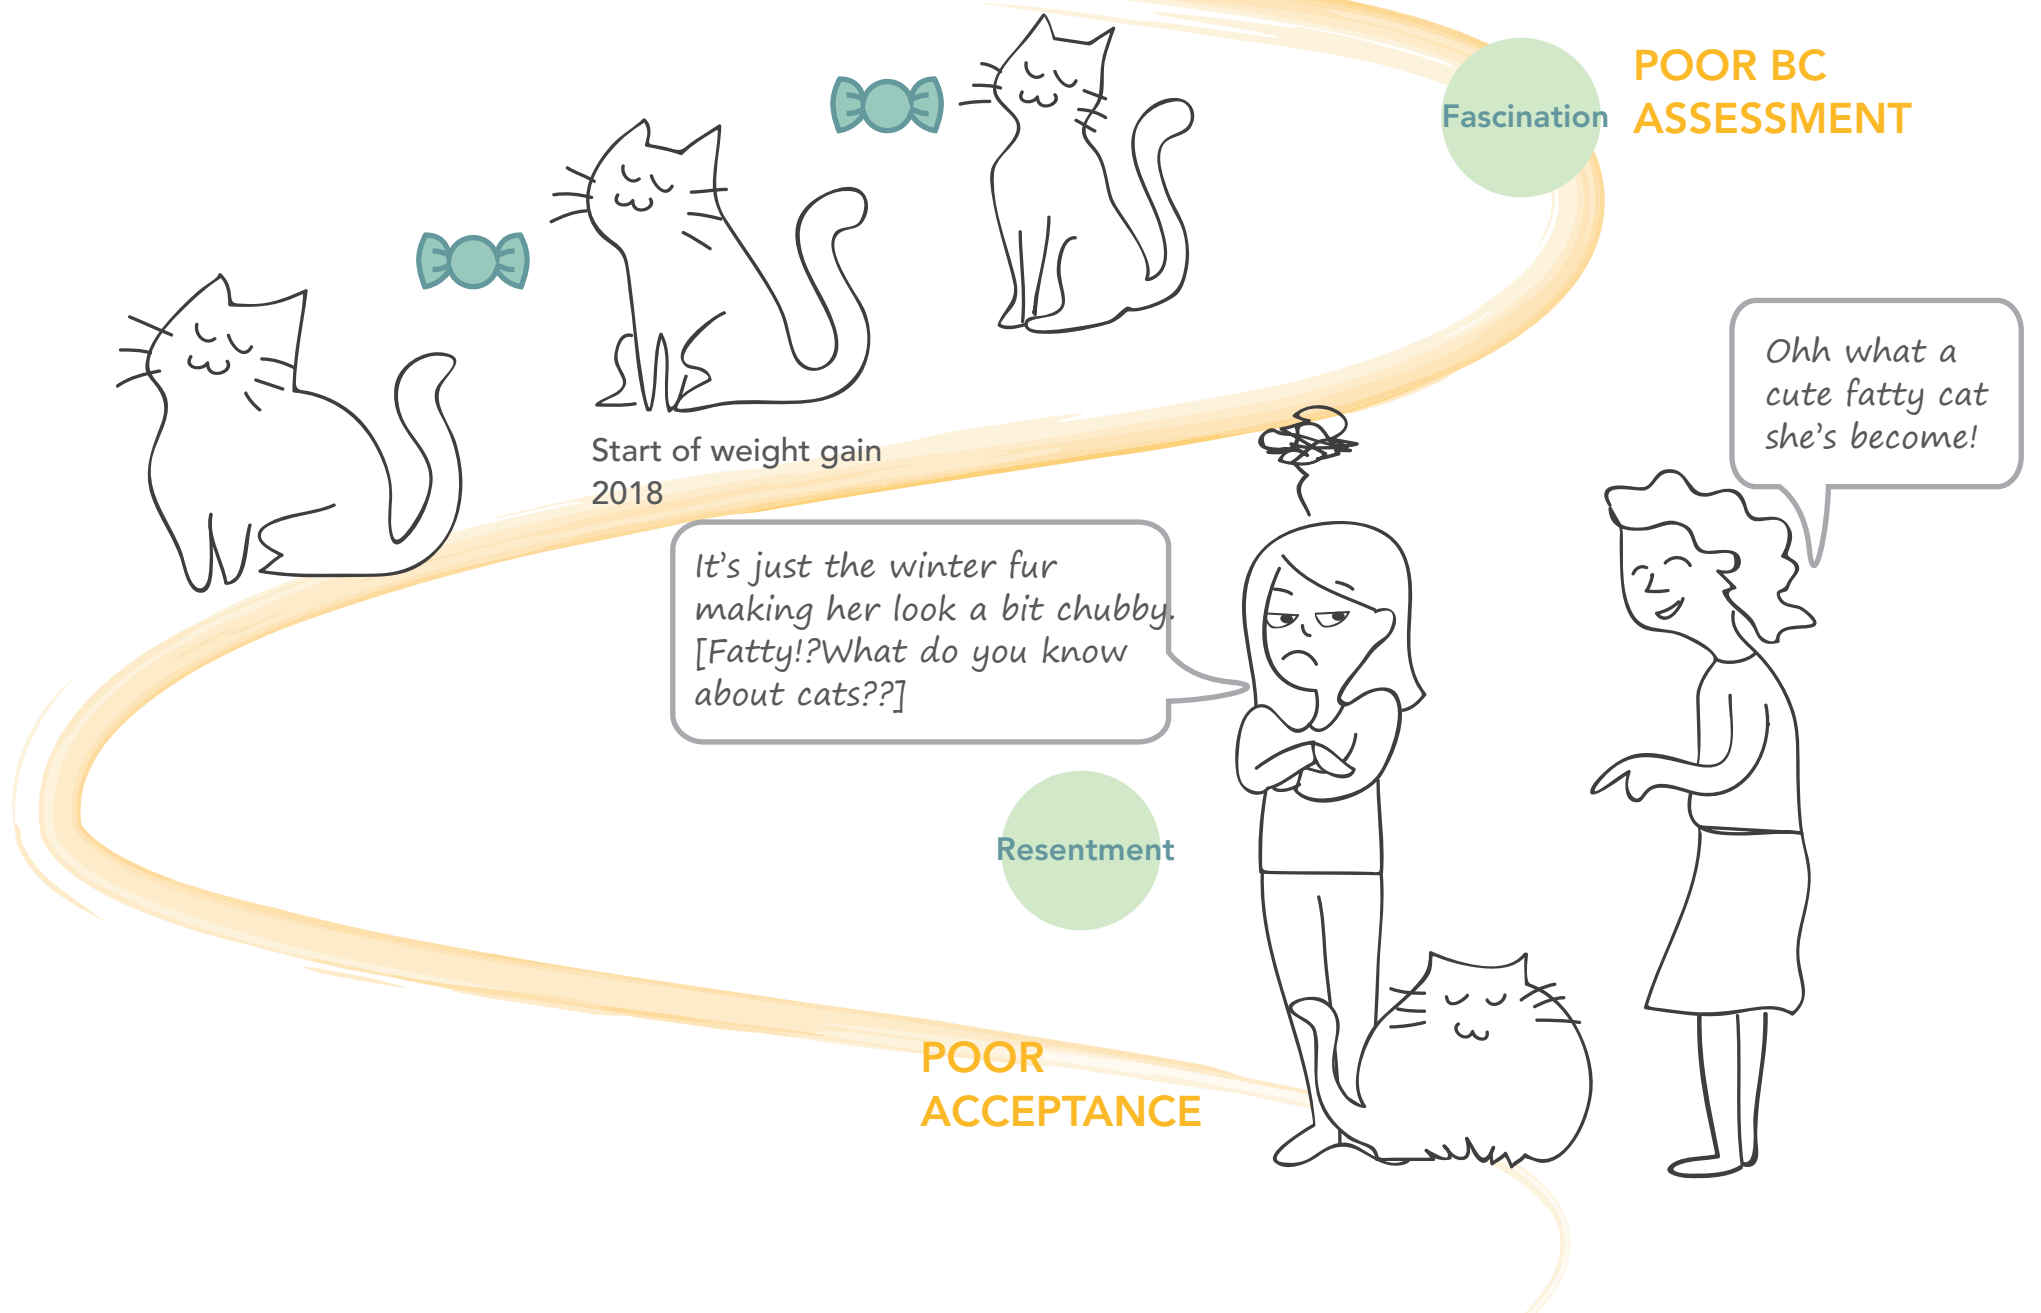 Fascination
POOR BC
ASSESSMENT
Start of weight gain
2018
Ohh what a
cute fatty cat
she's become!
It's just the winter fur
making her look a bit chubby.
[Fatty!?What do you know
about cats??]
Resentment
POOR
ACCEPTANCE